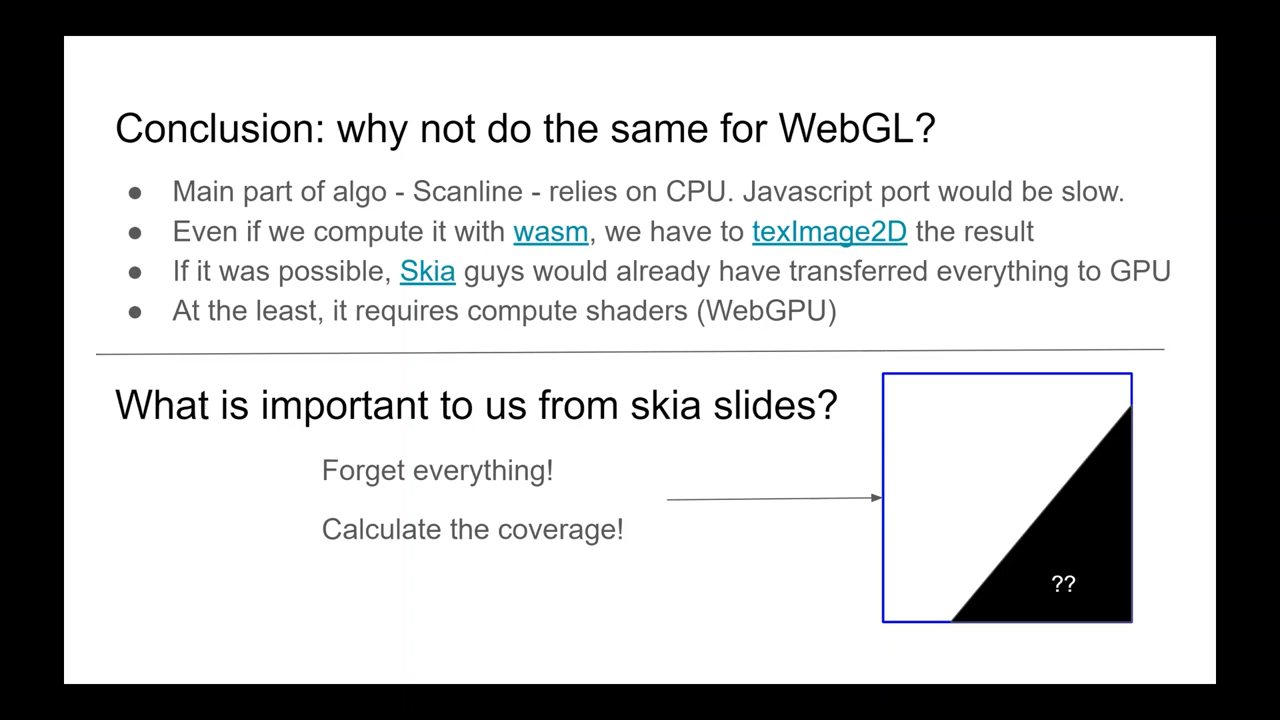 Conclusion: why not do the same for WebGL?
● Main part of algo - Scanline - relies on CPU. Javascript port would be slow.
● Even if we compute it with wasm, we have to texImage2D the result
● If it was possible, Skia guys would already have transferred everything to GPU
● At the least, it requires compute shaders (WebGPU)
What is important to us from skia slides?
Forget everything!
Calculate the coverage!
??